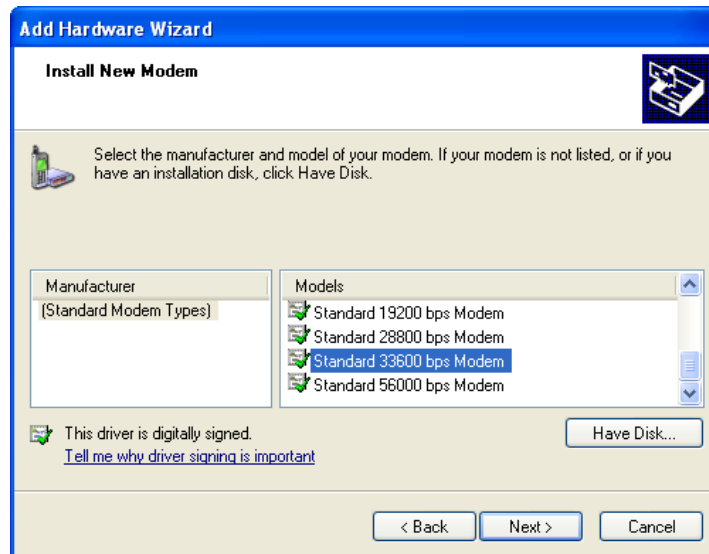 Add Hardware Wizard
Install New Modem
Select the manufacturer and model of your modem. If your modem is not listed, or if you
have an installation disk, click Have Disk.
Manufacturer
(Standard Modem Types)
Models
Standard 19200 bps Modem
Standard 28800 bps Modem
Standard 33600 bps Modem
Standard 56000 bps Modem
This driver is digitally signed.
Tell me why driver signing is important
Have Disk...
< Back
Next >
Cancel